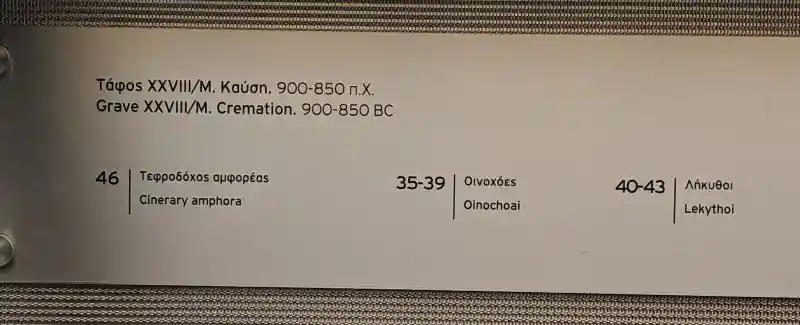 Τάφος XXVIII/M. Καύση. 900-850 π.Χ.
Grave XXVIII/M. Cremation. 900-850 BC
46
Τεφροδόχος αμφορέας
Cinerary amphora
35-39
Οινοχόες
Oinochoai
40-43
Λήκυθοι
Lekythoi